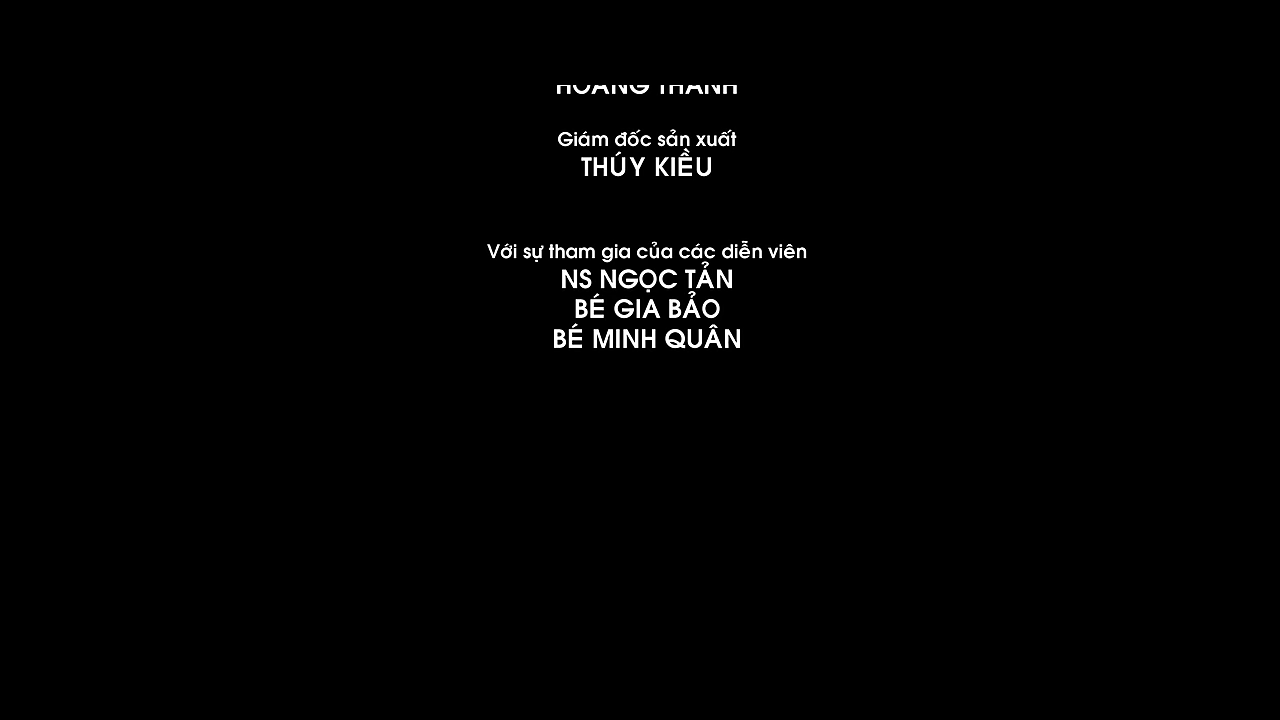 Giám đốc sản xuất
THÚY KIỀU
Với sự tham gia của các diễn viên
NS NGỌC TẢN
BÉ GIA BẢO
BÉ MINH QUÂN